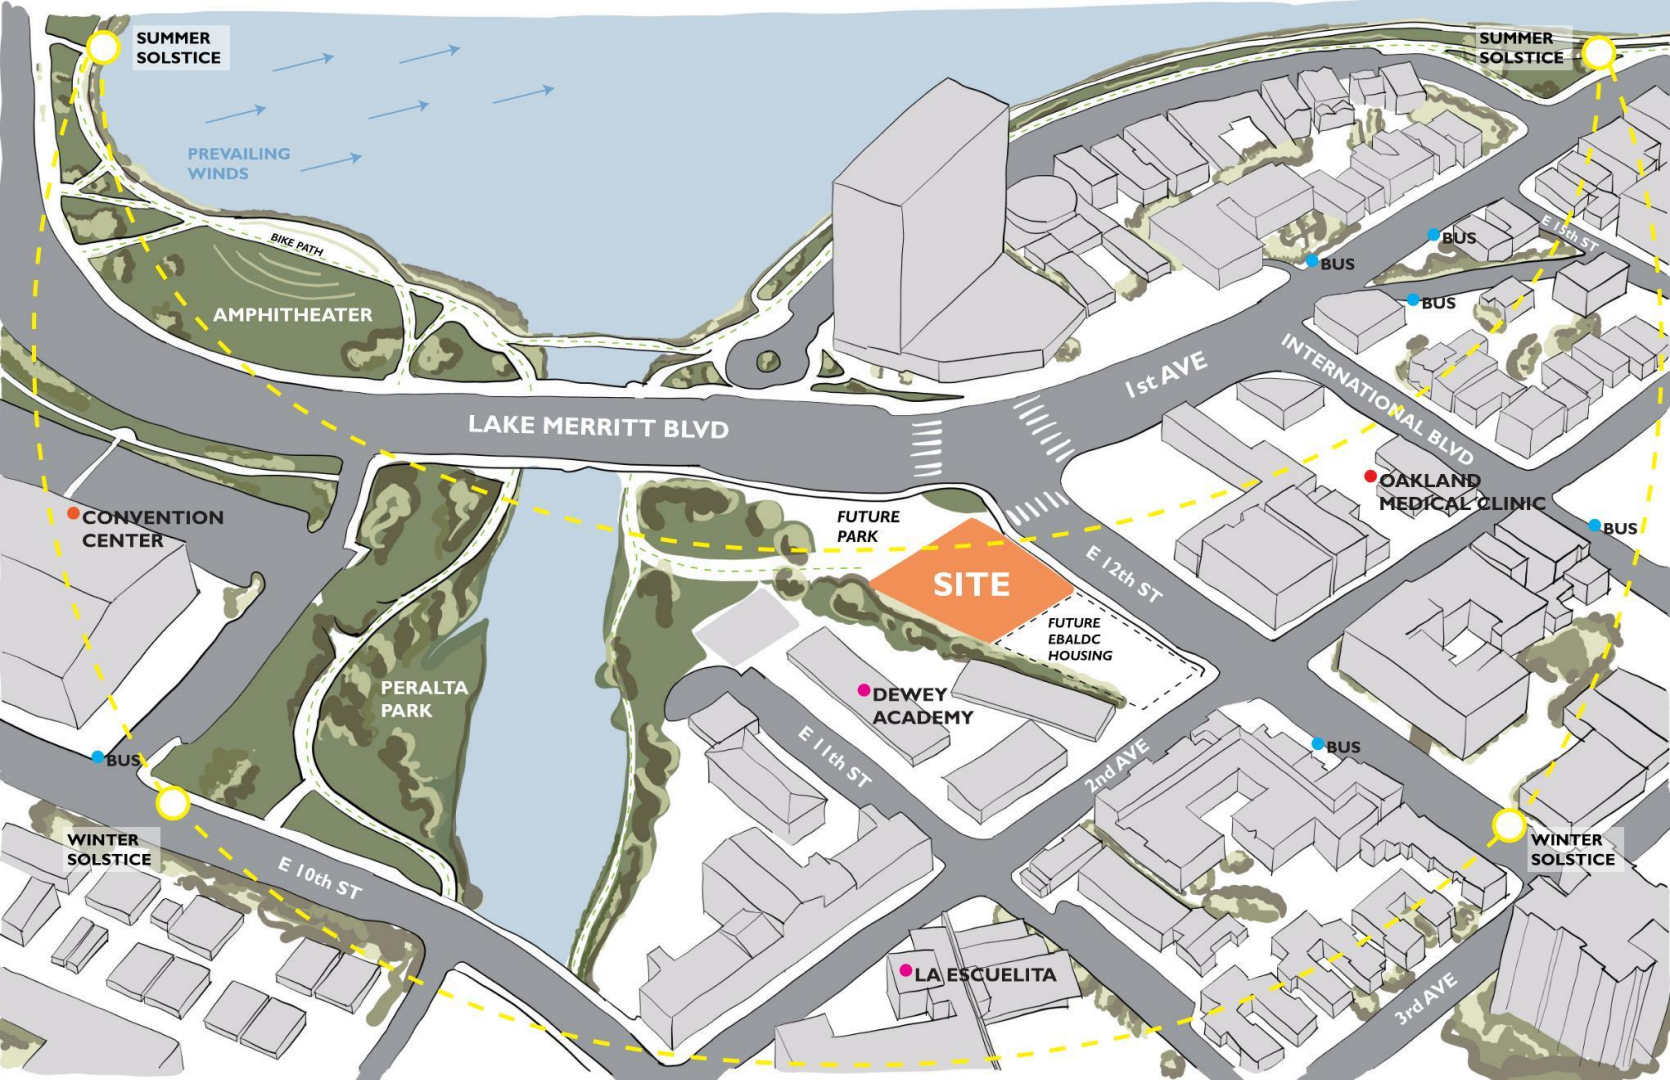 SUMMER
SOLSTICE
SUMMER
SOLSTICE
PREVAILING
WINDS
BIKE PATH
AMPHITHEATER
E 15th ST
BUS
BUS
BUS
INTERNATIONAL BLVD
1st AVE
LAKE MERRITT BLVD
OAKLAND
MEDICAL CLINIC
CONVENTION
CENTER
FUTURE
PARK
BUS
E 12th ST
SITE
FUTURE
EBALDC
HOUSING
PERALTA
PARK
DEWEY
ACADEMY
BUS
BUS
E 11th ST
2nd AVE
WINTER
SOLSTICE
WINTER
SOLSTICE
E 10th ST
LA ESCUELITA
3rd AVE